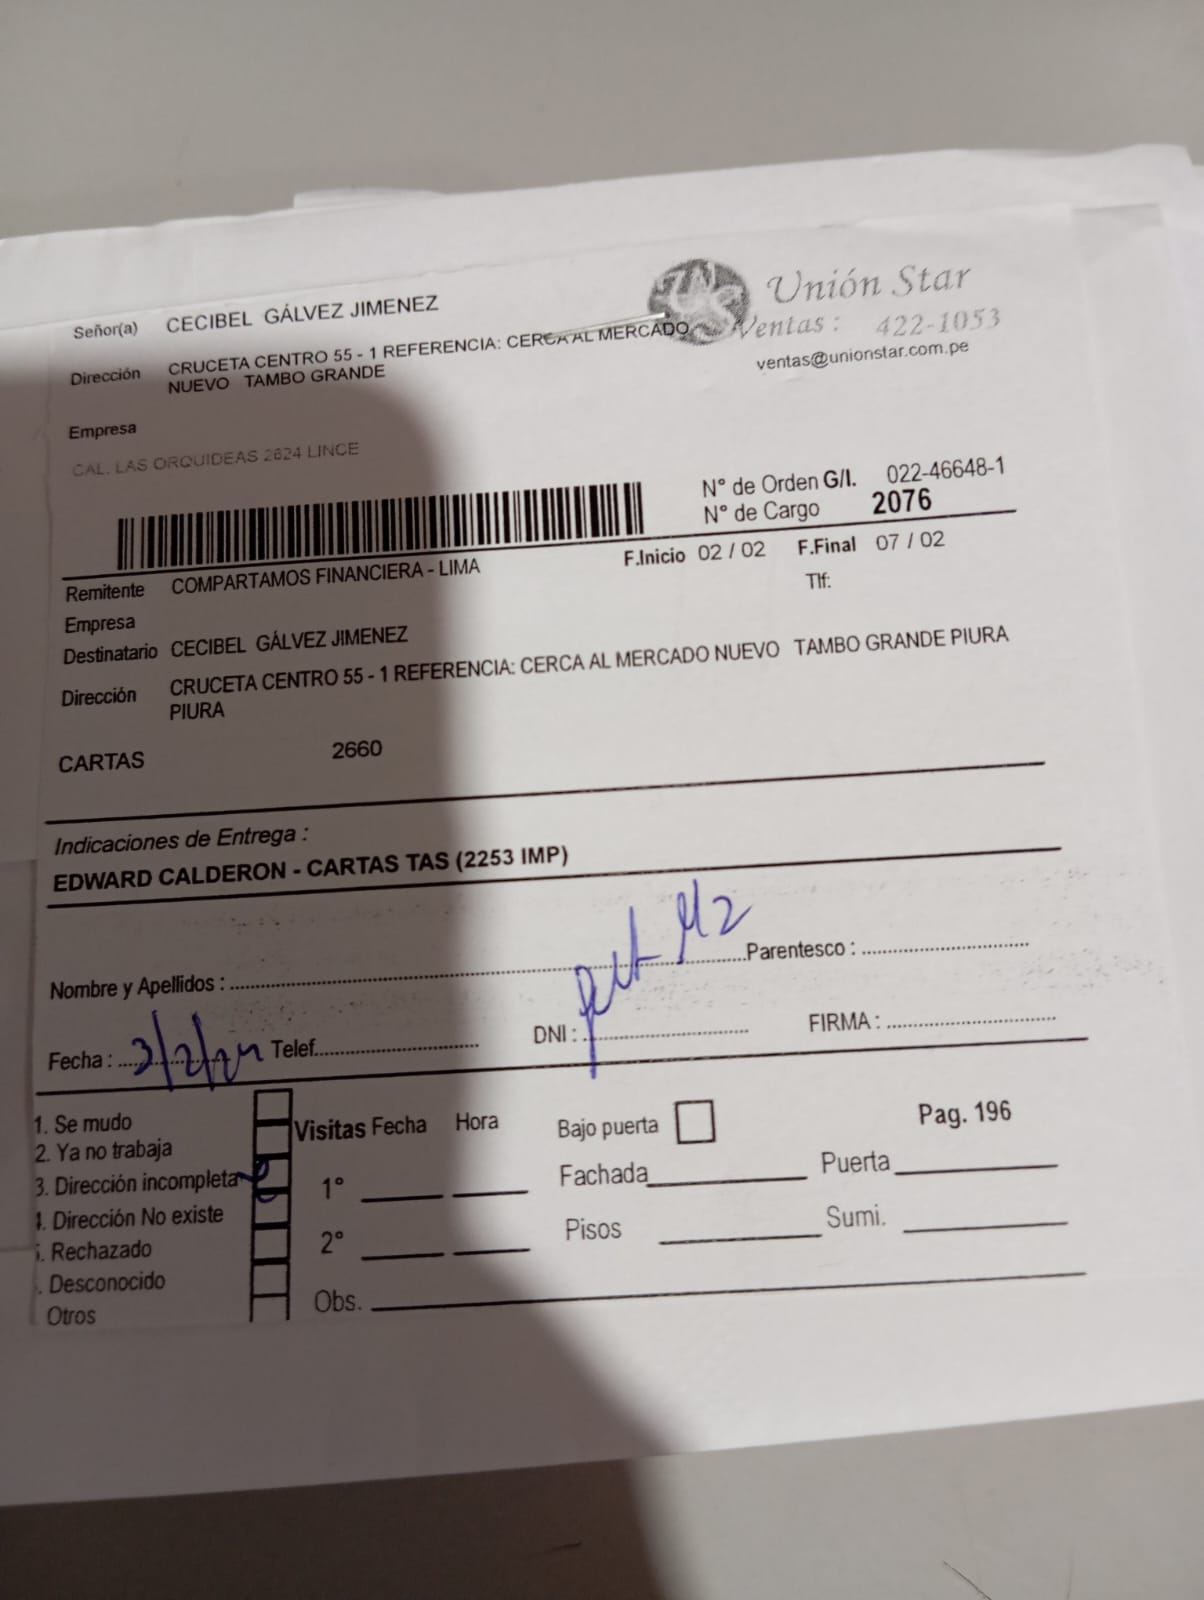 Unión Star
Ventas : 422-1053
ventas@unionstar.com.pe
Señor(a) CECIBEL GÁLVEZ JIMENEZ
Dirección CRUCETA CENTRO 55 - 1 REFERENCIA: CERCA AL MERCADO
NUEVO TAMBO GRANDE
Empresa
CAL. LAS ORQUIDEAS 2624 LINCE
N° de Orden G/I. 022-46648-1
N° de Cargo 2076
F.Inicio 02 / 02 F.Final 07 / 02
Remitente COMPARTAMOS FINANCIERA - LIMA
Tlf:
Empresa
Destinatario CECIBEL GÁLVEZ JIMENEZ
Dirección CRUCETA CENTRO 55 - 1 REFERENCIA: CERCA AL MERCADO NUEVO TAMBO GRANDE PIURA
PIURA
CARTAS 2660
Indicaciones de Entrega :
EDWARD CALDERON - CARTAS TAS (2253 IMP)
Nombre y Apellidos : Parentesco :
Fecha : 3/2/ Telef. DNI : FIRMA :
1. Se mudo
2. Ya no trabaja
3. Dirección incompleta
. Dirección No existe
. Rechazado
. Desconocido
Otros
Visitas Fecha Hora
1°
2°
Obs.
Bajo puerta
Pag. 196
Fachada Puerta
Pisos Sumi.